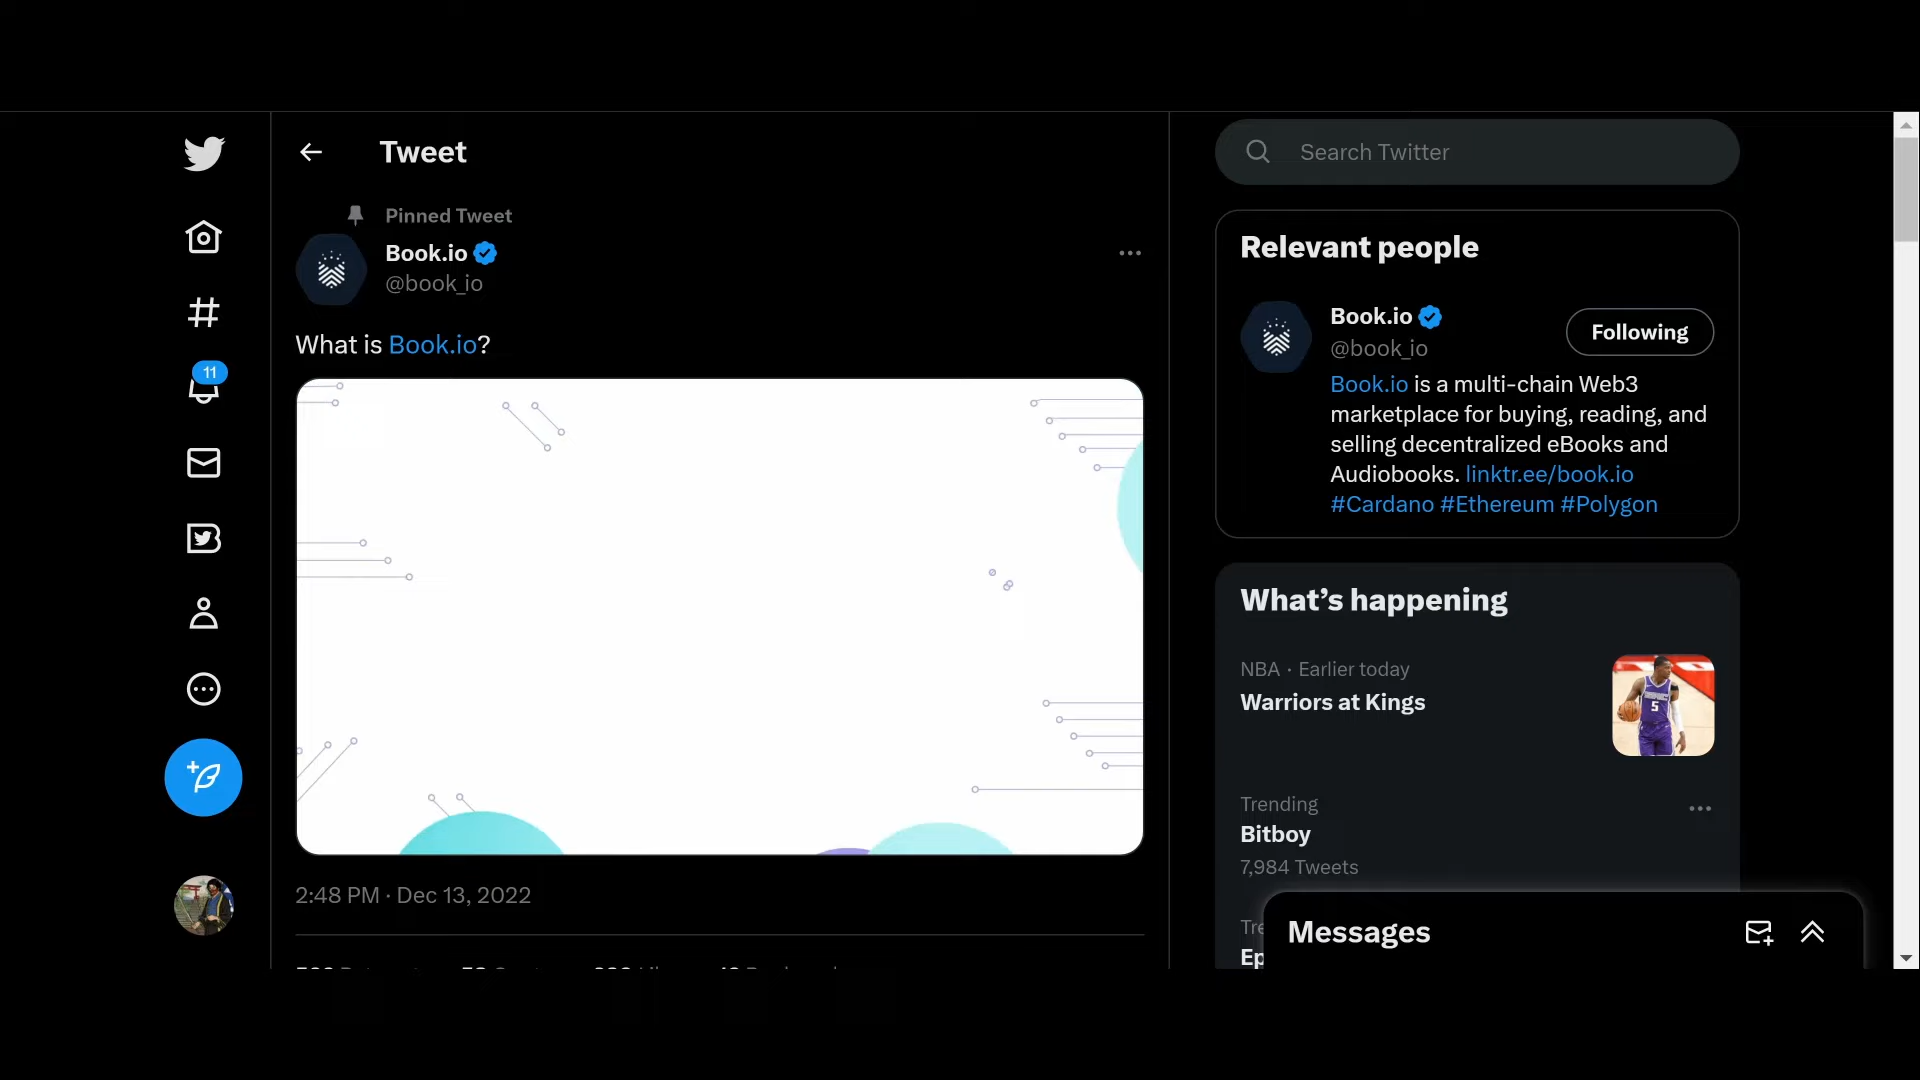 Tweet
Search Twitter
Pinned Tweet
Book.io
@book_io
What is Book.io?
2:48 PM · Dec 13, 2022
11
Relevant people
Book.io
@book_io
Following
Book.io is a multi-chain Web3
marketplace for buying, reading, and
selling decentralized eBooks and
Audiobooks. linktr.ee/book.io
#Cardano #Ethereum #Polygon
What’s happening
NBA · Earlier today
Warriors at Kings
5
Trending
Bitboy
7,984 Tweets
Messages